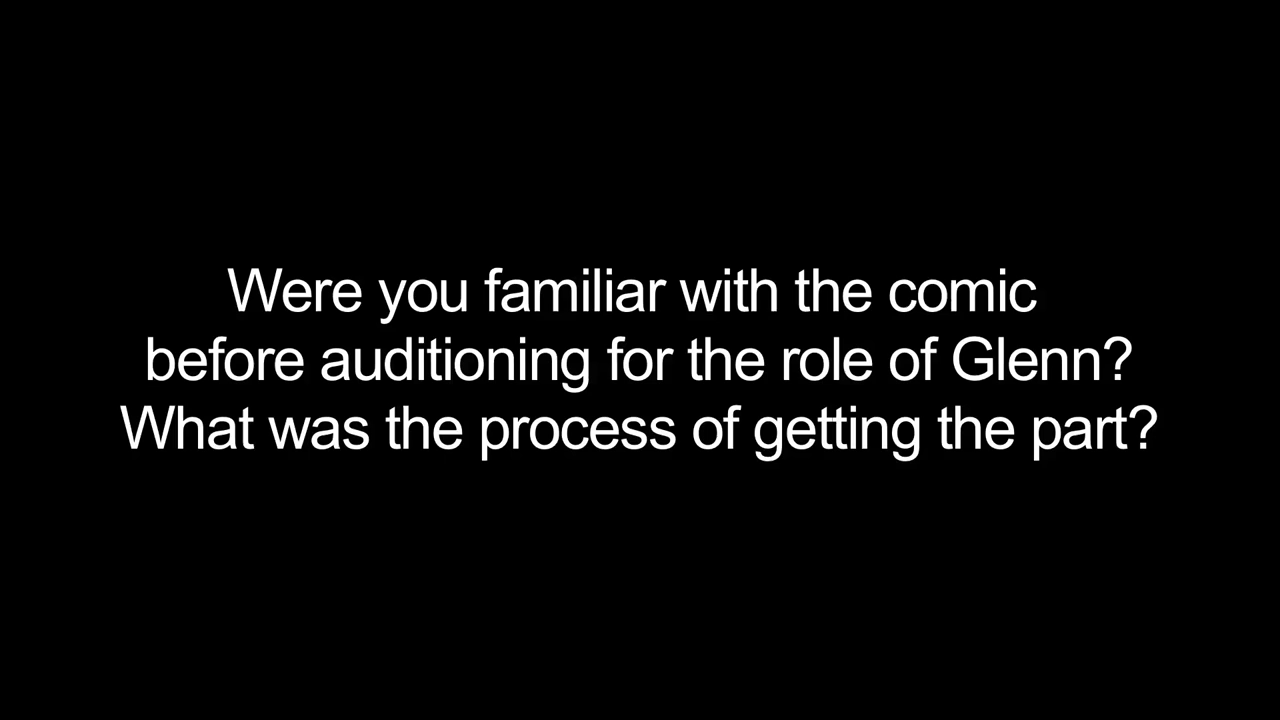 Were you familiar with the comic
before auditioning for the role of Glenn?
What was the process of getting the part?